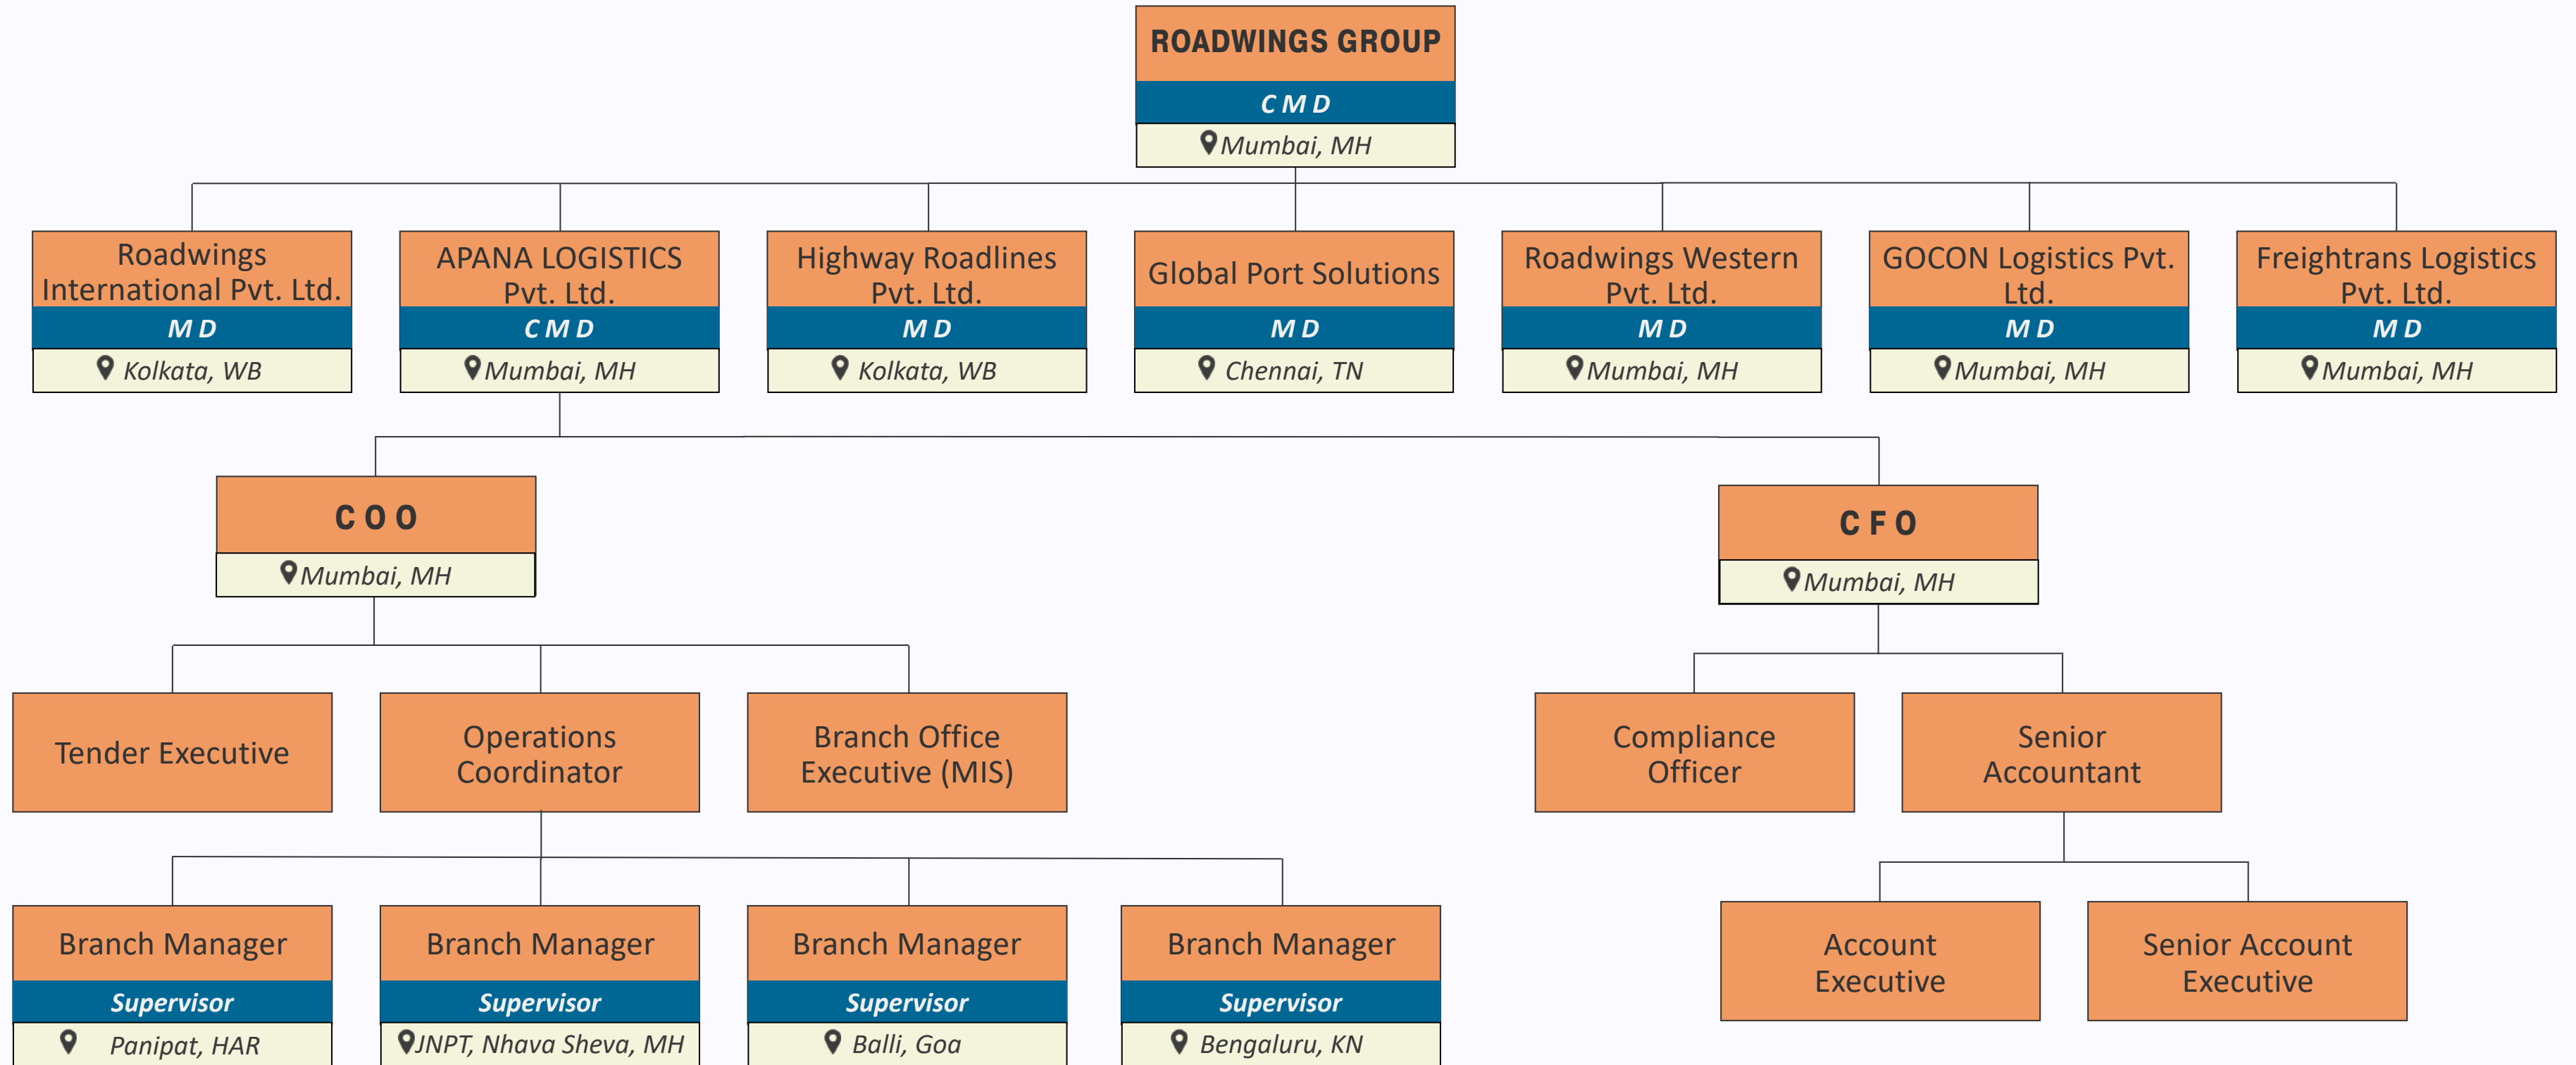 ROADWINGS GROUP
C M D
Mumbai, MH
Roadwings
International Pvt. Ltd.
M D
Kolkata, WB
APANA LOGISTICS
Pvt. Ltd.
C M D
Mumbai, MH
Highway Roadlines
Pvt. Ltd.
M D
Kolkata, WB
Global Port Solutions
M D
Chennai, TN
Roadwings Western
Pvt. Ltd.
M D
Mumbai, MH
GOCON Logistics Pvt.
Ltd.
M D
Mumbai, MH
Freightrans Logistics
Pvt. Ltd.
M D
Mumbai, MH
C O O
Mumbai, MH
C F O
Mumbai, MH
Tender Executive
Operations
Coordinator
Branch Office
Executive (MIS)
Compliance
Officer
Senior
Accountant
Branch Manager
Supervisor
Panipat, HAR
Branch Manager
Supervisor
JNPT, Nhava Sheva, MH
Branch Manager
Supervisor
Balli, Goa
Branch Manager
Supervisor
Bengaluru, KN
Account
Executive
Senior Account
Executive